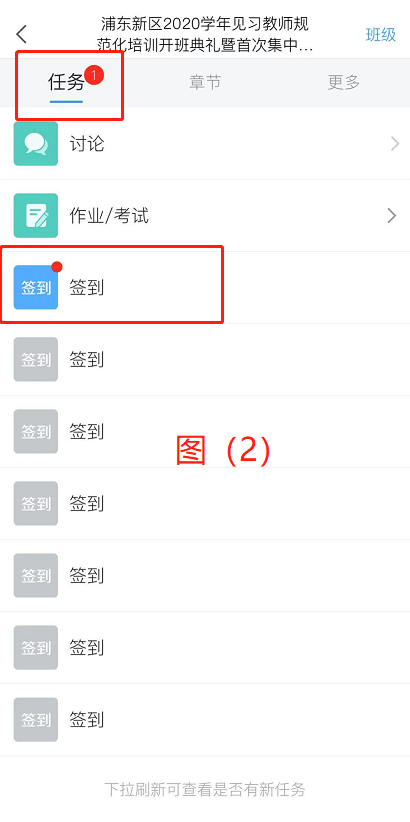 浦东新区2020学年见习教师规
范化培训开班典礼暨首次集中...
班级
任务
1
章节
更多
讨论
作业/考试
签到 签到
签到 签到
签到 签到
图（2）
签到 签到
签到 签到
签到 签到
签到 签到
下拉刷新可查看是否有新任务